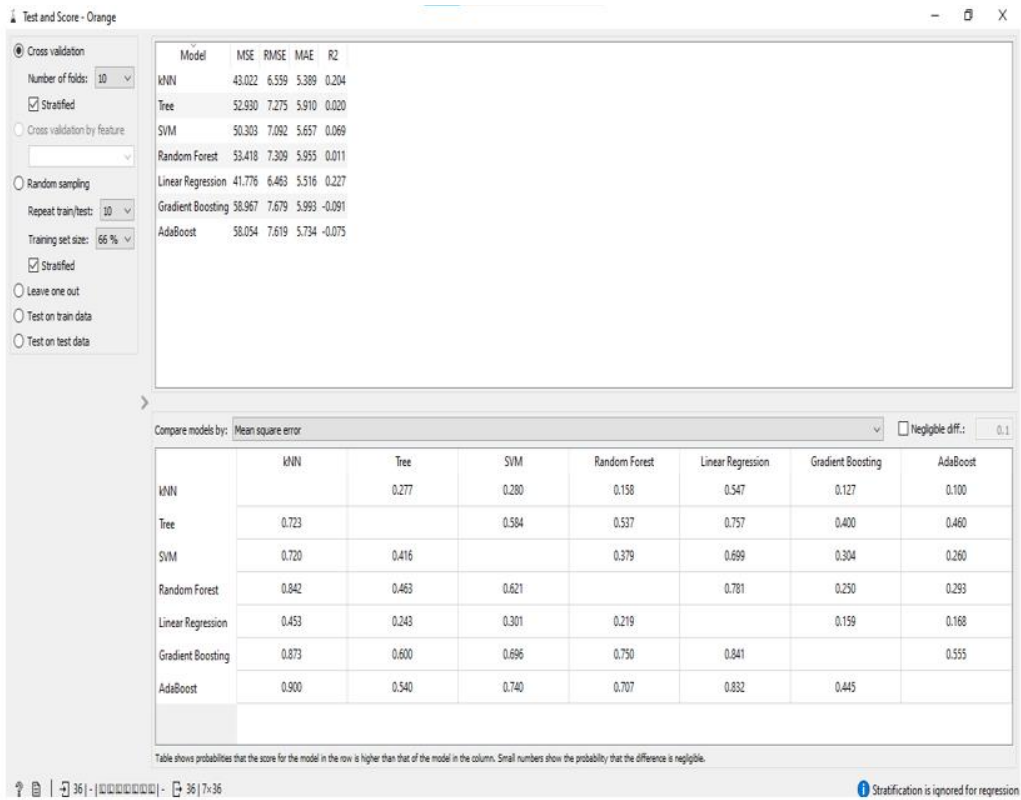 Test and Score - Orange
Cross validation
Number of folds: 10
Stratified
Cross validation by feature
Random sampling
Repeat train/test: 10
Training set size: 66 %
Stratified
Leave one out
Test on train data
Test on test data
Model MSE RMSE MAE R2
kNN 43.022 6.559 5.389 0.204
Tree 52.930 7.275 5.910 0.020
SVM 50.303 7.092 5.657 0.069
Random Forest 53.418 7.309 5.955 0.011
Linear Regression 41.776 6.463 5.516 0.227
Gradient Boosting 58.967 7.679 5.993 -0.091
AdaBoost 58.054 7.619 5.734 -0.075
Compare models by: Mean square error Negligible diff.: 0.1
kNN Tree SVM Random Forest Linear Regression Gradient Boosting AdaBoost
kNN 0.277 0.280 0.158 0.547 0.127 0.100
Tree 0.723 0.584 0.537 0.757 0.400 0.460
SVM 0.720 0.416 0.379 0.699 0.304 0.260
Random Forest 0.842 0.463 0.621 0.781 0.250 0.293
Linear Regression 0.453 0.243 0.301 0.219 0.159 0.168
Gradient Boosting 0.873 0.600 0.696 0.750 0.841 0.555
AdaBoost 0.900 0.540 0.740 0.707 0.832 0.445
Table shows probabilities that the score for the model in the row is higher than that of the model in the column. Small numbers show the probability that the difference is negligible.
? 36 | - | - 36 | 7×36 Stratification is ignored for regression